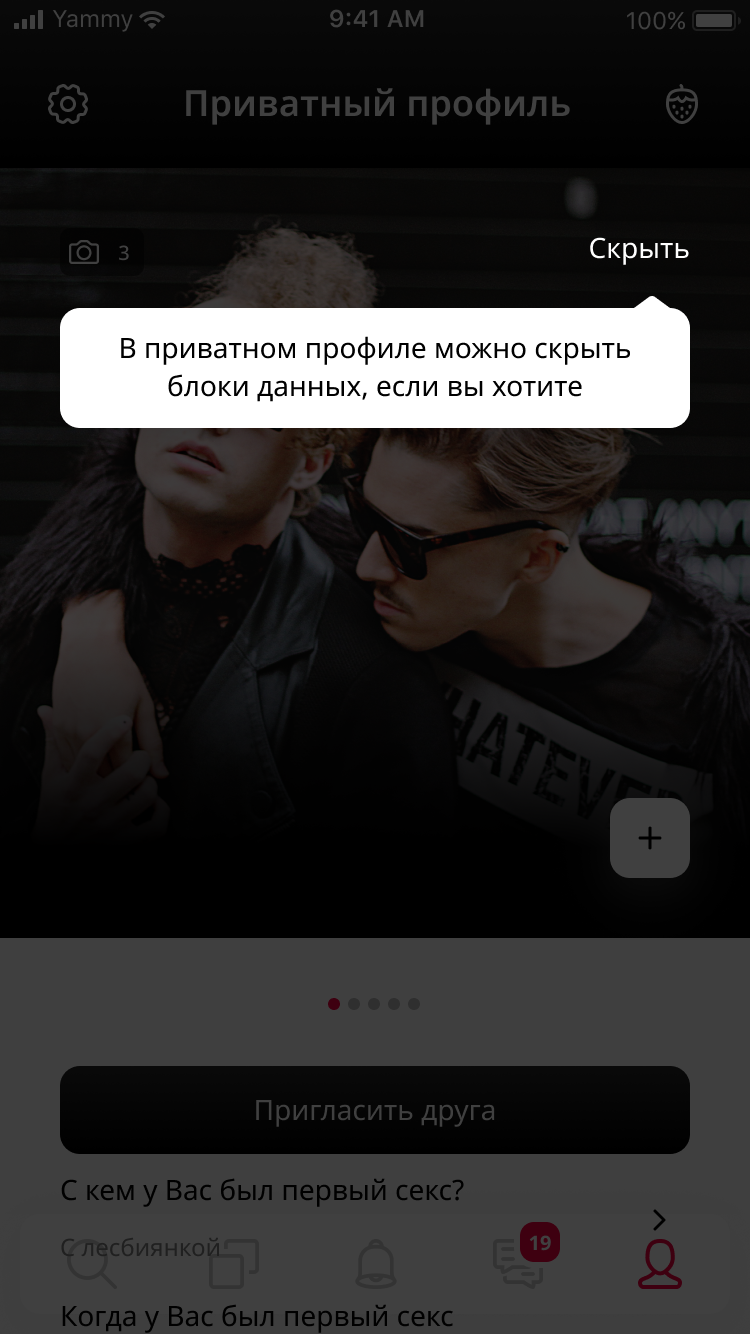 Yammy 9:41 AM 100%
Приватный профиль
3 Скрыть
В приватном профиле можно скрыть
блоки данных, если вы хотите
WHATEVER
Пригласить друга
С кем у Вас был первый секс?
С лесбиянкой
19
Когда у Вас был первый секс